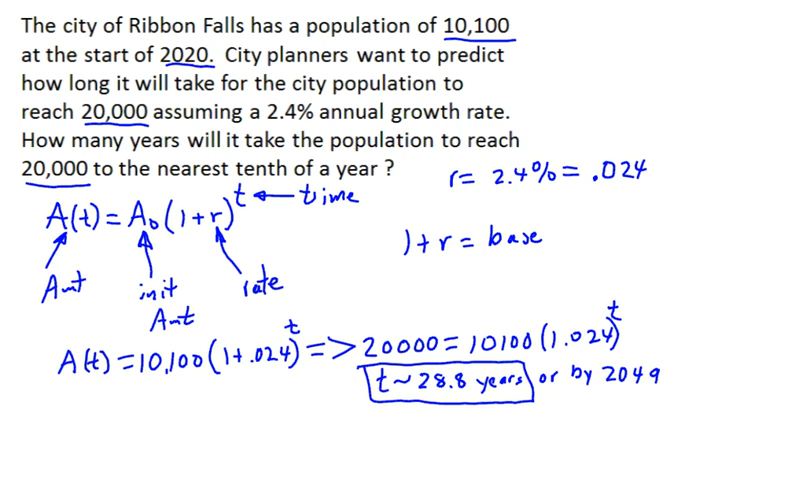 The city of Ribbon Falls has a population of 10,100
at the start of 2020. City planners want to predict
how long it will take for the city population to
reach 20,000 assuming a 2.4% annual growth rate.
How many years will it take the population to reach
20,000 to the nearest tenth of a year ?
r = 2.4% = .024
A(t) = A₀(1+r)^t ← time
1+r = base
Amt init Amt rate
A(t) = 10,100(1+.024)^t => 20000 = 10100(1.024)^t
t ~ 28.8 years or by 2049